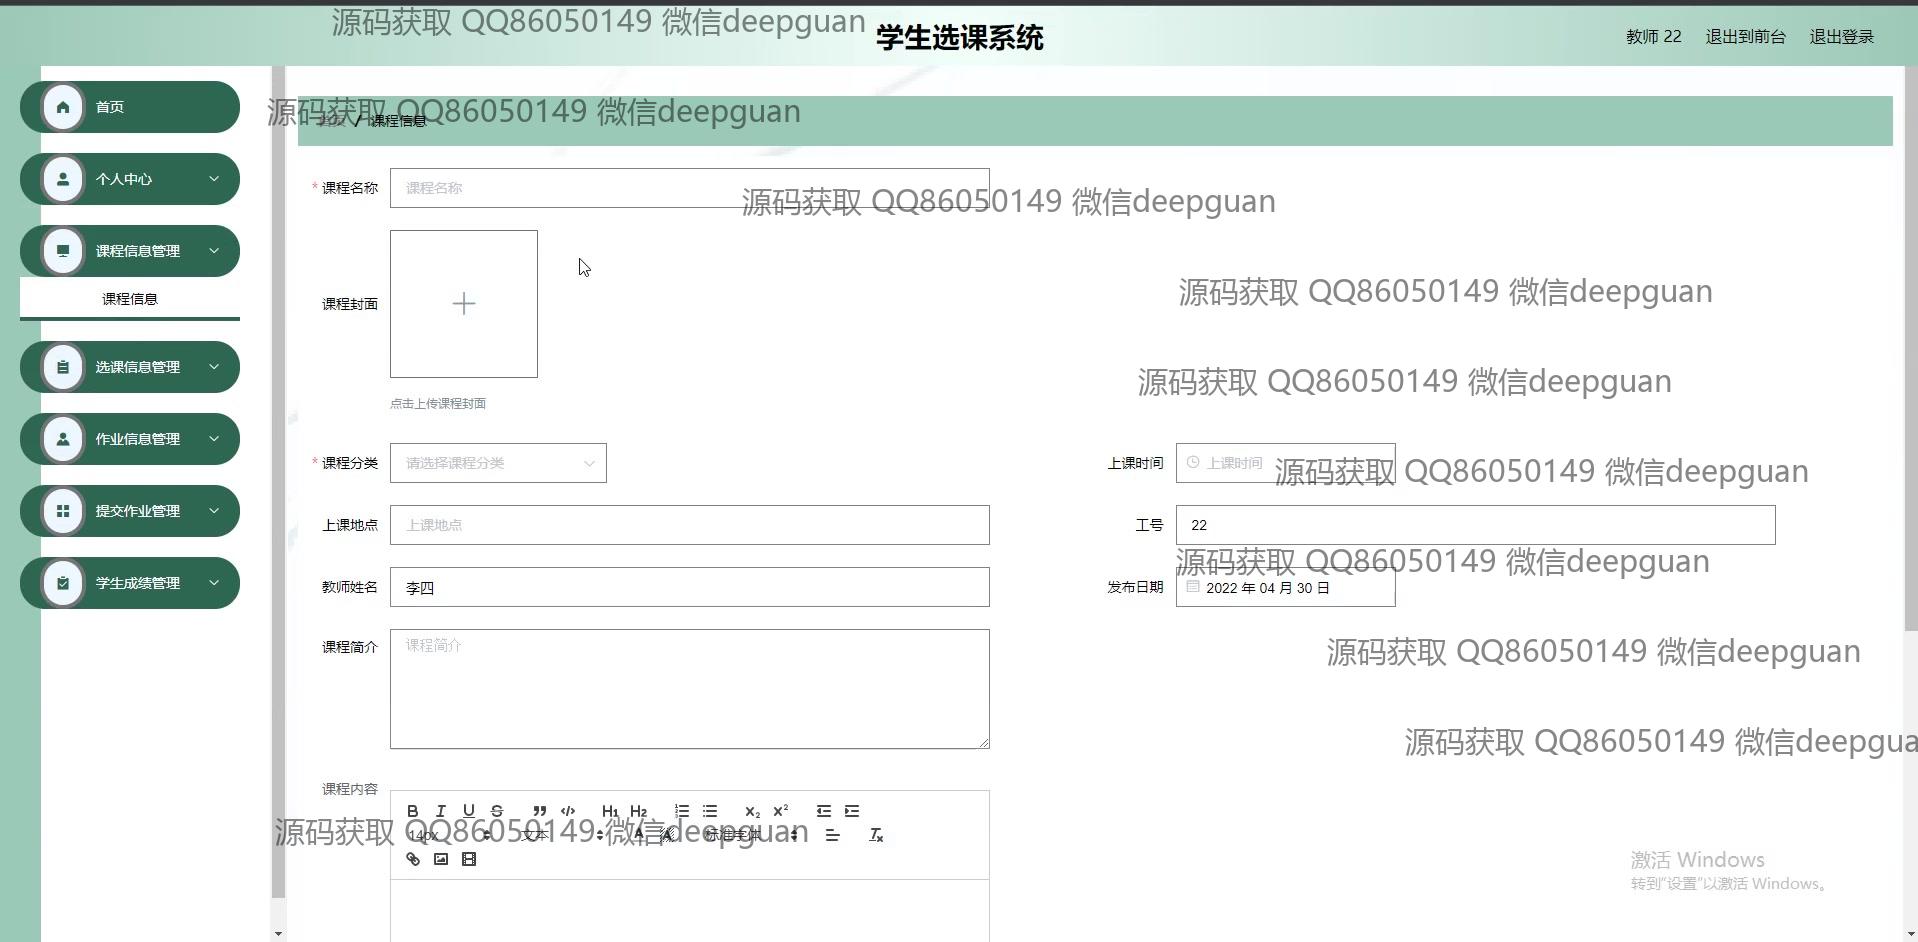 源码获取 QQ86050149 微信deepguan
学生选课系统
教师 22
退出到前台
退出登录
首页
源码获取 QQ86050149 微信deepguan
首页 / 课程信息
个人中心
* 课程名称
课程名称
源码获取 QQ86050149 微信deepguan
课程信息管理
课程信息
源码获取 QQ86050149 微信deepguan
课程封面
点击上传课程封面
源码获取 QQ86050149 微信deepguan
选课信息管理
作业信息管理
* 课程分类
请选择课程分类
上课时间
上课时间
源码获取 QQ86050149 微信deepguan
提交作业管理
上课地点
上课地点
工号
22
源码获取 QQ86050149 微信deepguan
学生成绩管理
教师姓名
李四
发布日期
2022 年 04 月 30 日
课程简介
课程简介
源码获取 QQ86050149 微信deepguan
源码获取 QQ86050149 微信deepgua
课程内容
B I U S H1 H2 X2 X2
14px 文本 A A 标准字体 Tx
源码获取 QQ86050149 微信deepguan
激活 Windows
转到“设置”以激活 Windows。